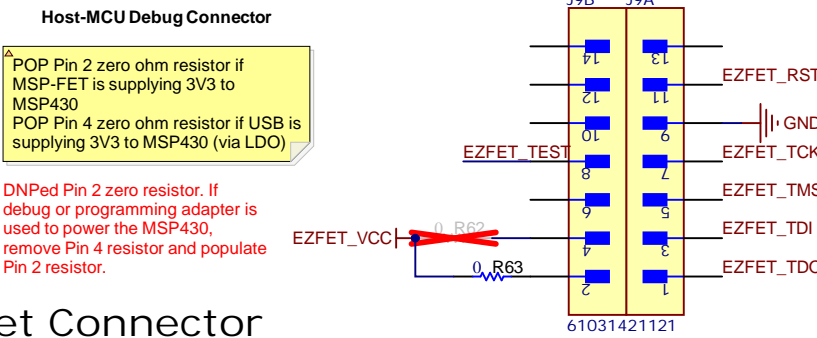 J9B J9A
Host-MCU Debug Connector
POP Pin 2 zero ohm resistor if
MSP-FET is supplying 3V3 to
MSP430
POP Pin 4 zero ohm resistor if USB is
supplying 3V3 to MSP430 (via LDO)
DNPed Pin 2 zero resistor. If
debug or programming adapter is
used to power the MSP430,
remove Pin 4 resistor and populate
Pin 2 resistor.
14 13
12 11 EZFET_RST
10 9 GND
EZFET_TEST 8 7 EZFET_TCK
6 5 EZFET_TMS
EZFET_VCC 0 R62 4 3 EZFET_TDI
0 R63 2 1 EZFET_TDO
61031421121
et Connector